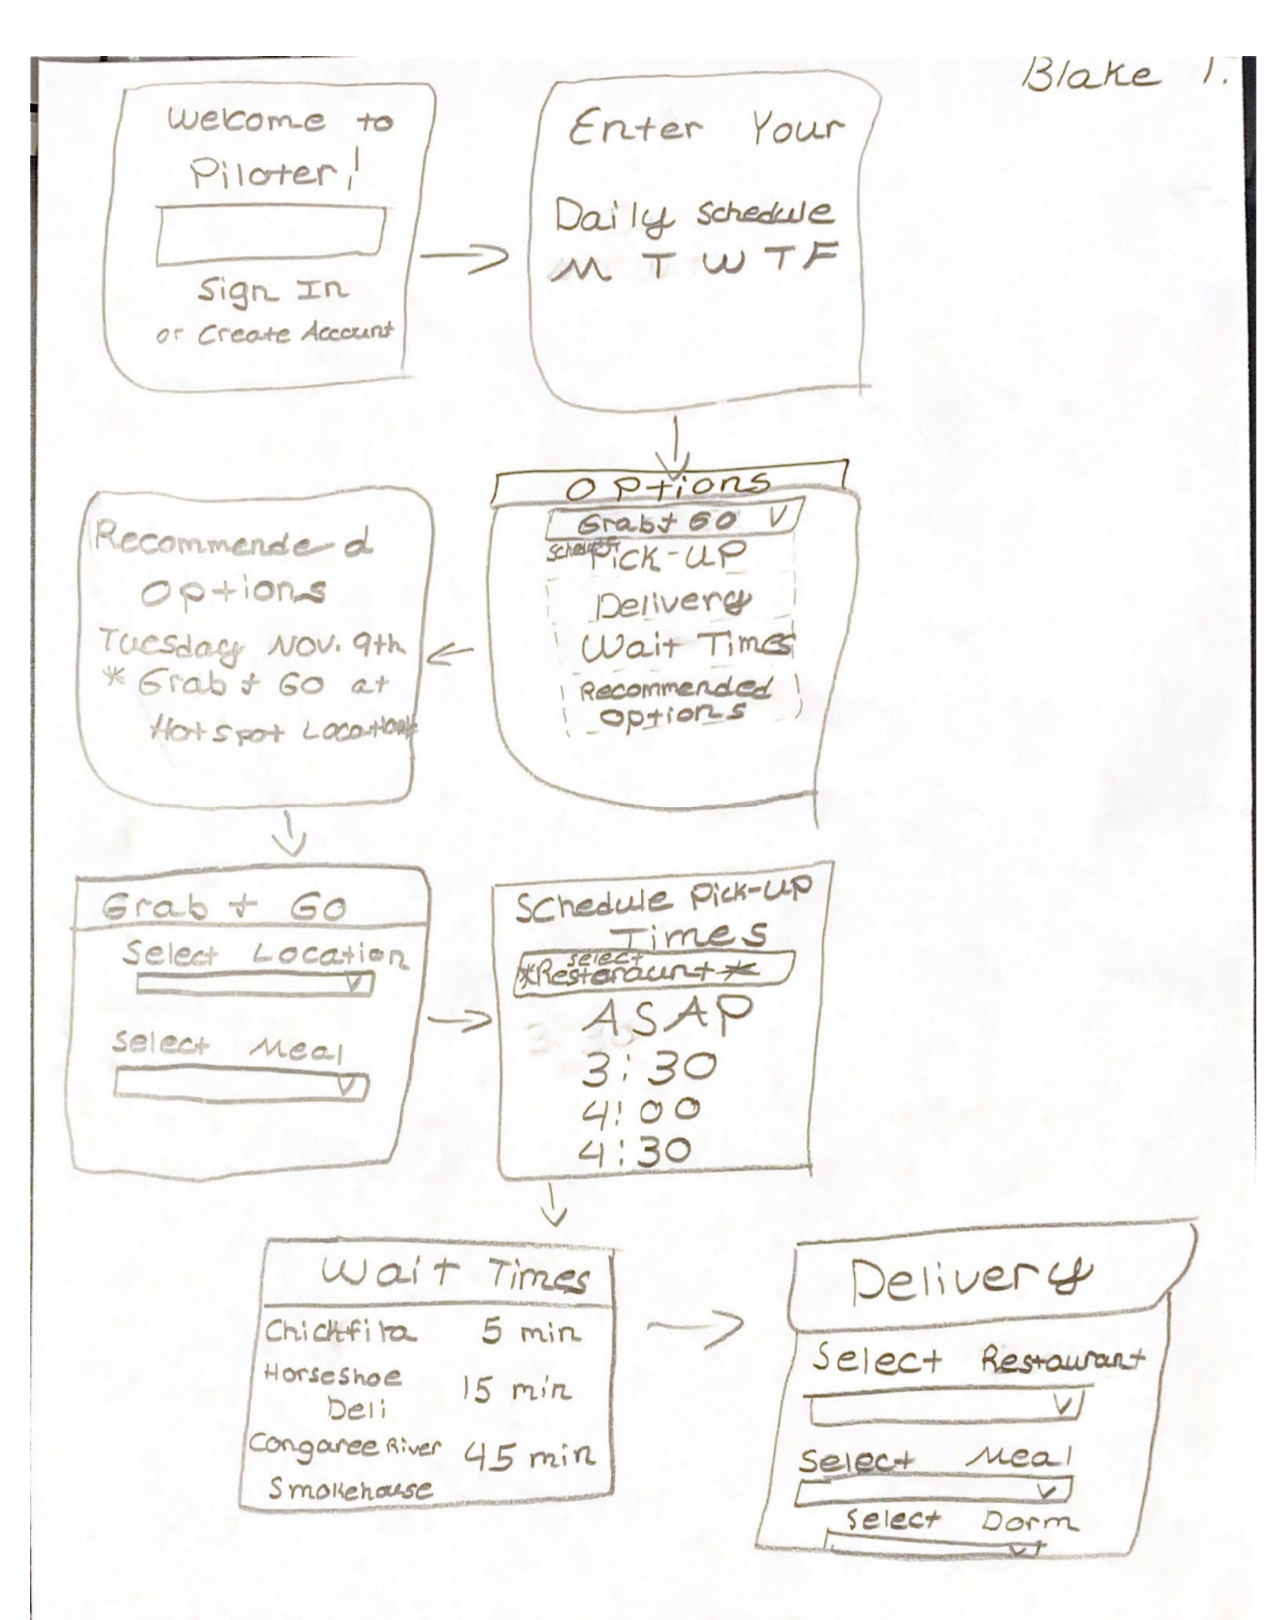 Blake T.
Welcome to
Piloter!
Sign In
or Create Account
Enter Your
Daily Schedule
M T W T F
Options
Grab + Go V
Schedule
Pick-UP
Delivery
Wait Times
Recommended
Options
Recommended
Options
Tuesday Nov. 9th
* Grab + Go at
Hotspot Location*
Grab + Go
Select Location
V
Select Meal
V
Schedule Pick-UP
Times
select
*Resteraunt*
ASAP
3:30
4:00
4:30
Wait Times
Chickfila 5 min
Horseshoe
Deli 15 min
Congaree River 45 min
Smokehouse
Delivery
Select Restaurant
V
Select Meal
V
Select Dorm
V